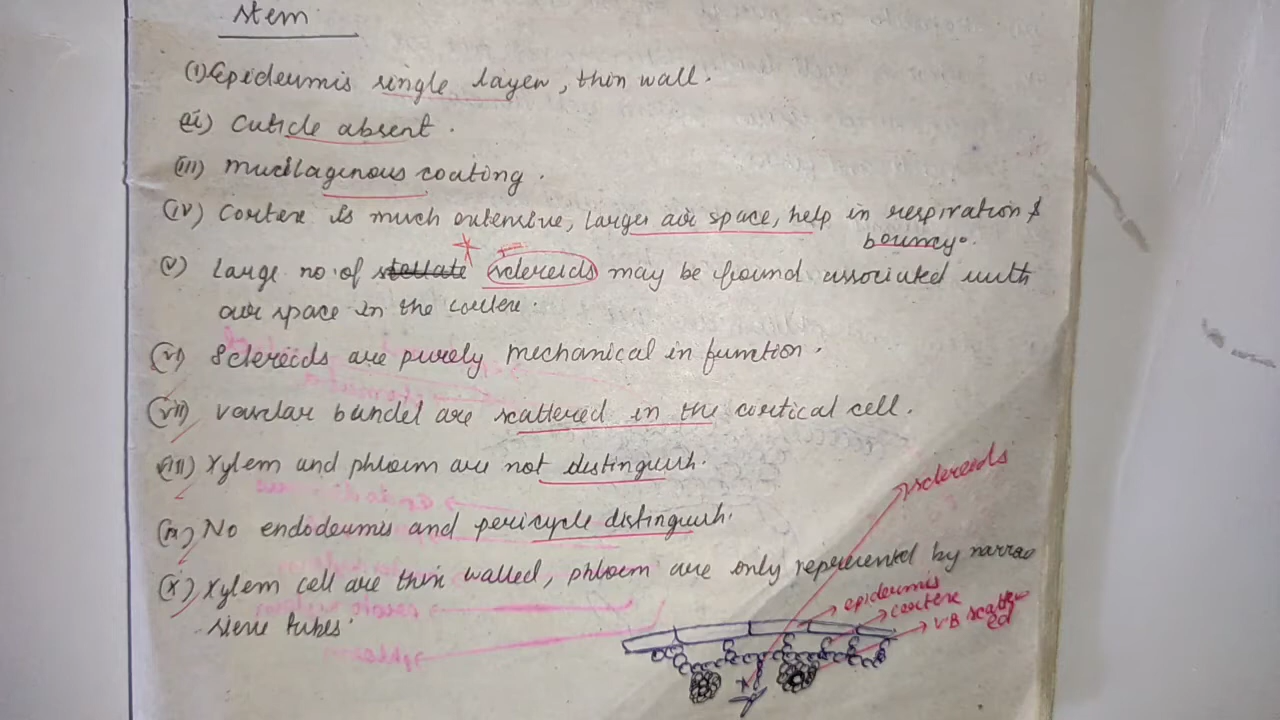 stem
(i) Epidermis single layer, thin wall.
(ii) Cuticle absent.
(iii) mucilagenous coating.
(iv) Cortex is much extensive, larger air space, help in respiration &
bouncy.
(v) Large no. of stellate sclereids may be found associated with
air space in the cortex.
(vi) Sclereids are purely mechanical in function.
(vii) vascular bundel are scattered in the cortical cell.
(viii) Xylem and phloem are not distinguish.
(ix) No endodermis and pericycle distinguish.
(x) Xylem cell are thin walled, phloem are only represented by narrow
sieve tubes.
sclereids
epidermis
cortex
VB scatter
ed